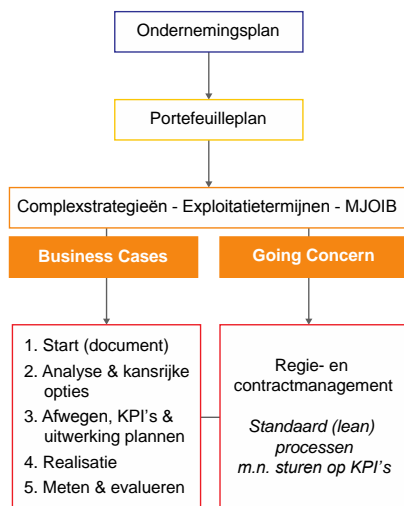 Ondernemingsplan
Portefeuilleplan
Complexstrategieën - Exploitatietermijnen - MJOIB
Business Cases
Going Concern
1. Start (document)
2. Analyse & kansrijke
opties
3. Afwegen, KPI's &
uitwerking plannen
4. Realisatie
5. Meten & evalueren
Regie- en
contractmanagement
Standaard (lean)
processen
m.n. sturen op KPI's